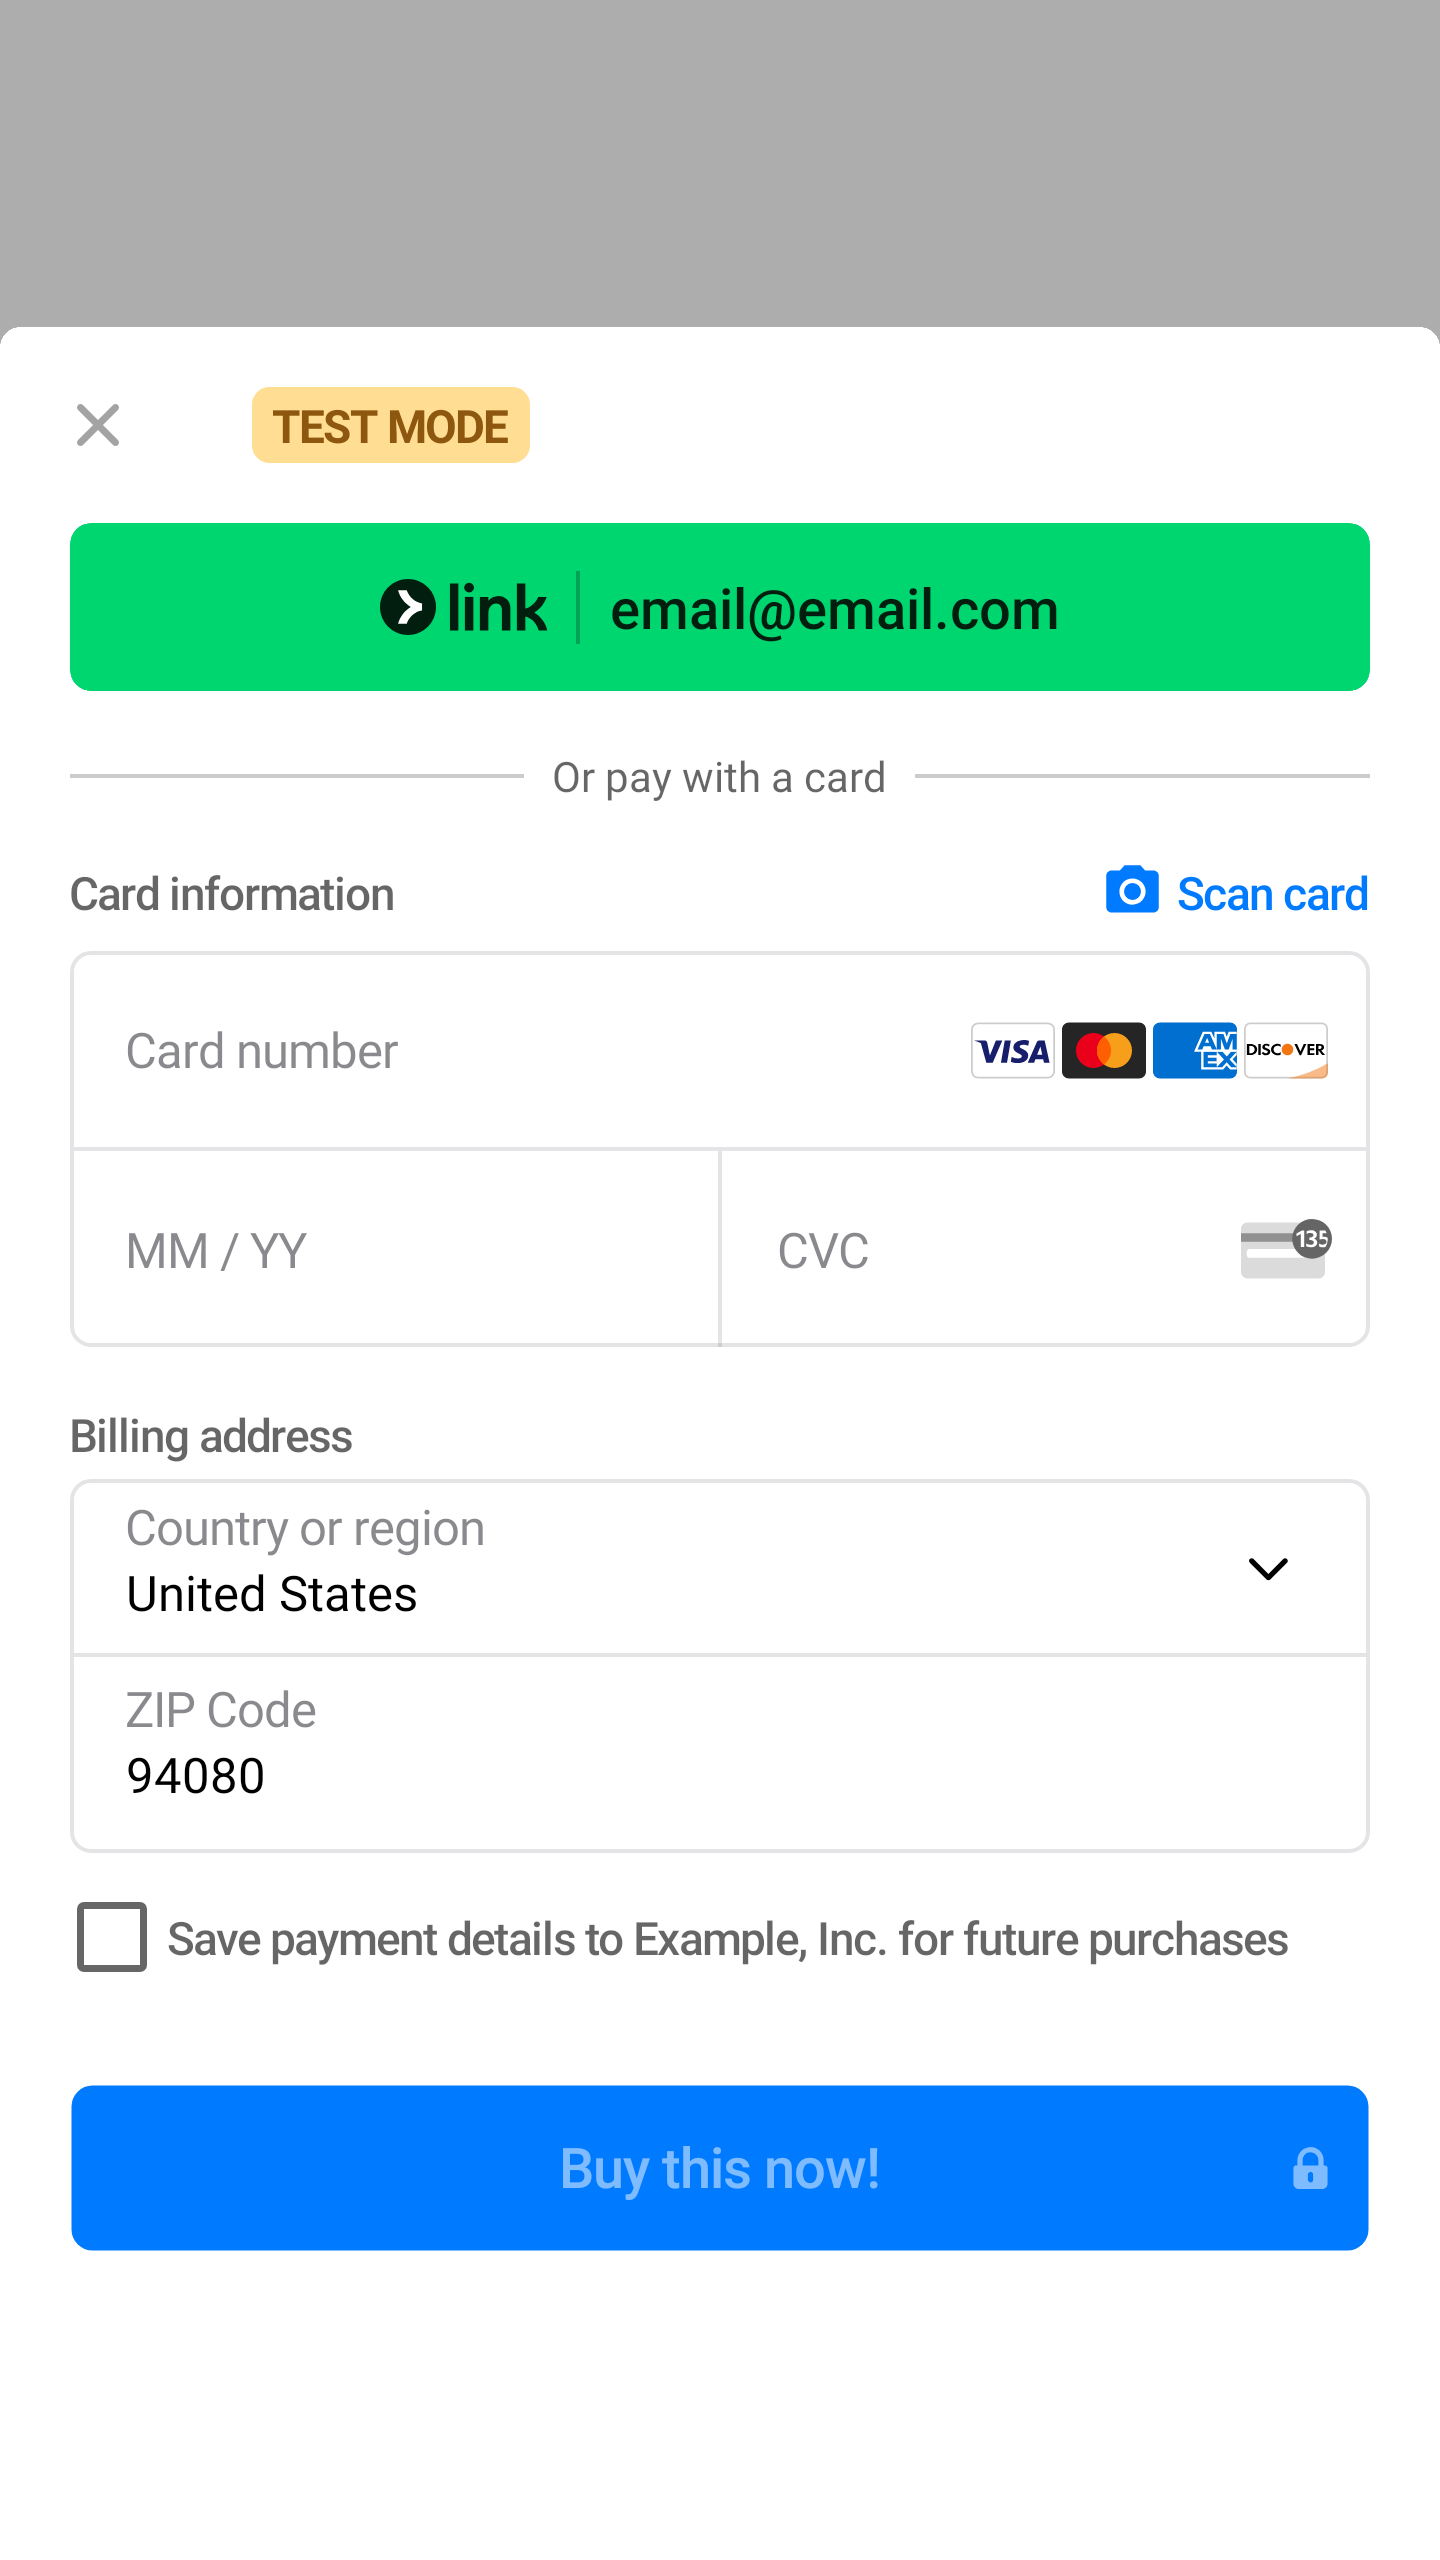 TEST MODE
link | email@email.com
Or pay with a card
Card information
Scan card
Card number
VISA
AMEX
DISCOVER
MM / YY
CVC
135
Billing address
Country or region
United States
ZIP Code
94080
Save payment details to Example, Inc. for future purchases
Buy this now!